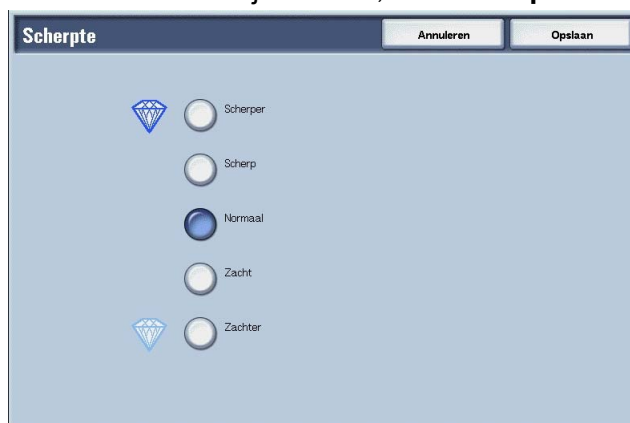 Scherpte
Annuleren
Opslaan
Scherper
Scherp
Normaal
Zacht
Zachter